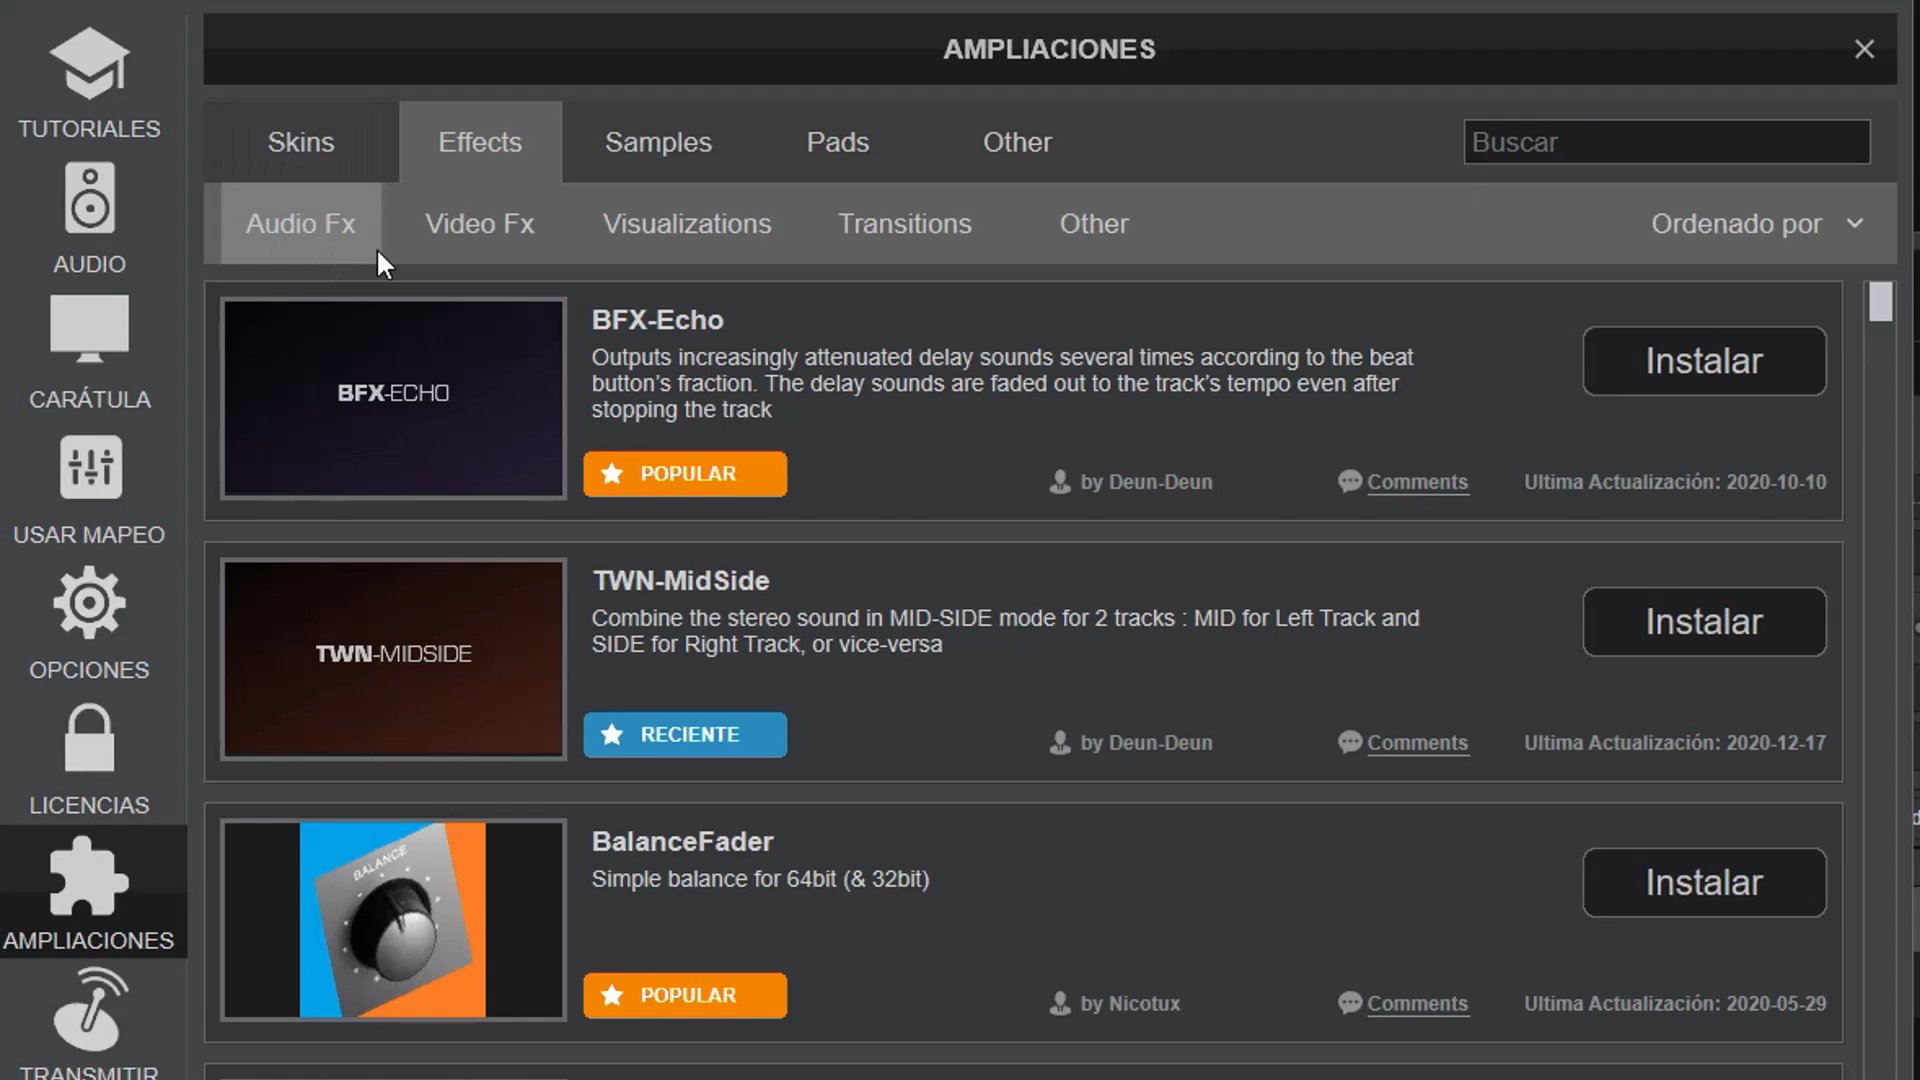 AMPLIACIONES
TUTORIALES
AUDIO
CARÁTULA
USAR MAPEO
OPCIONES
LICENCIAS
AMPLIACIONES
TRANSMITIR
Skins
Effects
Samples
Pads
Other
Buscar
Audio Fx
Video Fx
Visualizations
Transitions
Other
Ordenado por
BFX-ECHO
BFX-Echo
Outputs increasingly attenuated delay sounds several times according to the beat
button's fraction. The delay sounds are faded out to the track's tempo even after
stopping the track
Instalar
POPULAR
by Deun-Deun
Comments
Ultima Actualización: 2020-10-10
TWN-MIDSIDE
TWN-MidSide
Combine the stereo sound in MID-SIDE mode for 2 tracks : MID for Left Track and
SIDE for Right Track, or vice-versa
Instalar
RECIENTE
by Deun-Deun
Comments
Ultima Actualización: 2020-12-17
BALANCE
BalanceFader
Simple balance for 64bit (& 32bit)
Instalar
POPULAR
by Nicotux
Comments
Ultima Actualización: 2020-05-29